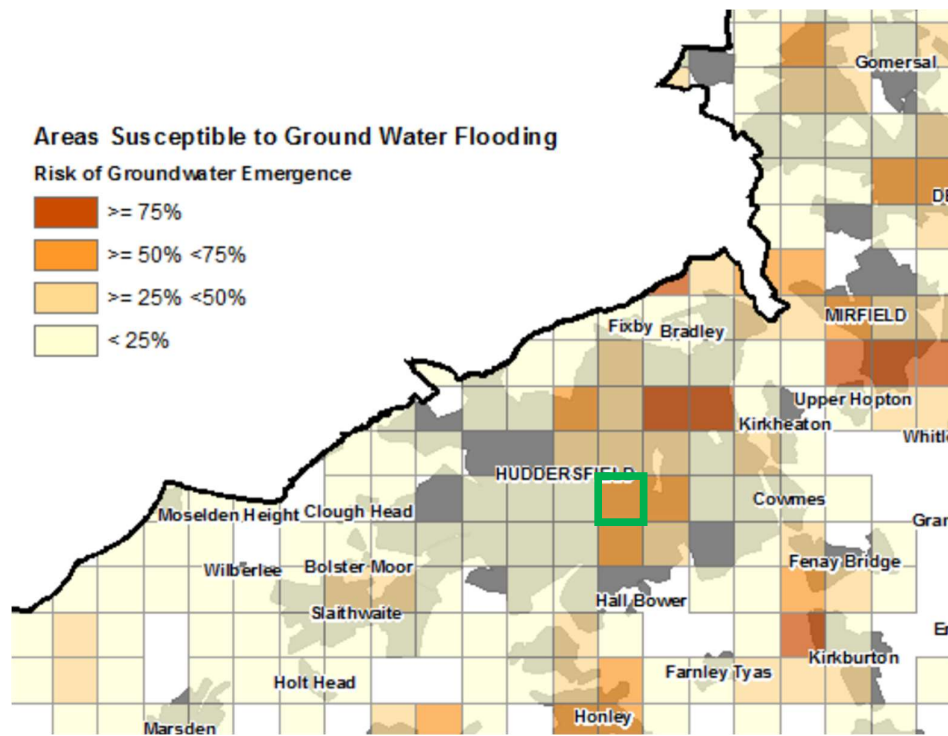 Gomersal
Areas Susceptible to Ground Water Flooding
Risk of Groundwater Emergence
>= 75%
>= 50% <75%
>= 25% <50%
< 25%
DE
MIRFIELD
Fixby
Bradley
Upper Hopton
Kirkheaton
Whitle
HUDDERSFIELD
Cowmes
Moselden Height
Clough Head
Gran
Wilberlee
Bolster Moor
Fenay Bridge
Hall Bower
Slaithwaite
Kirkburton
Farnley Tyas
Holt Head
Honley
Marsden